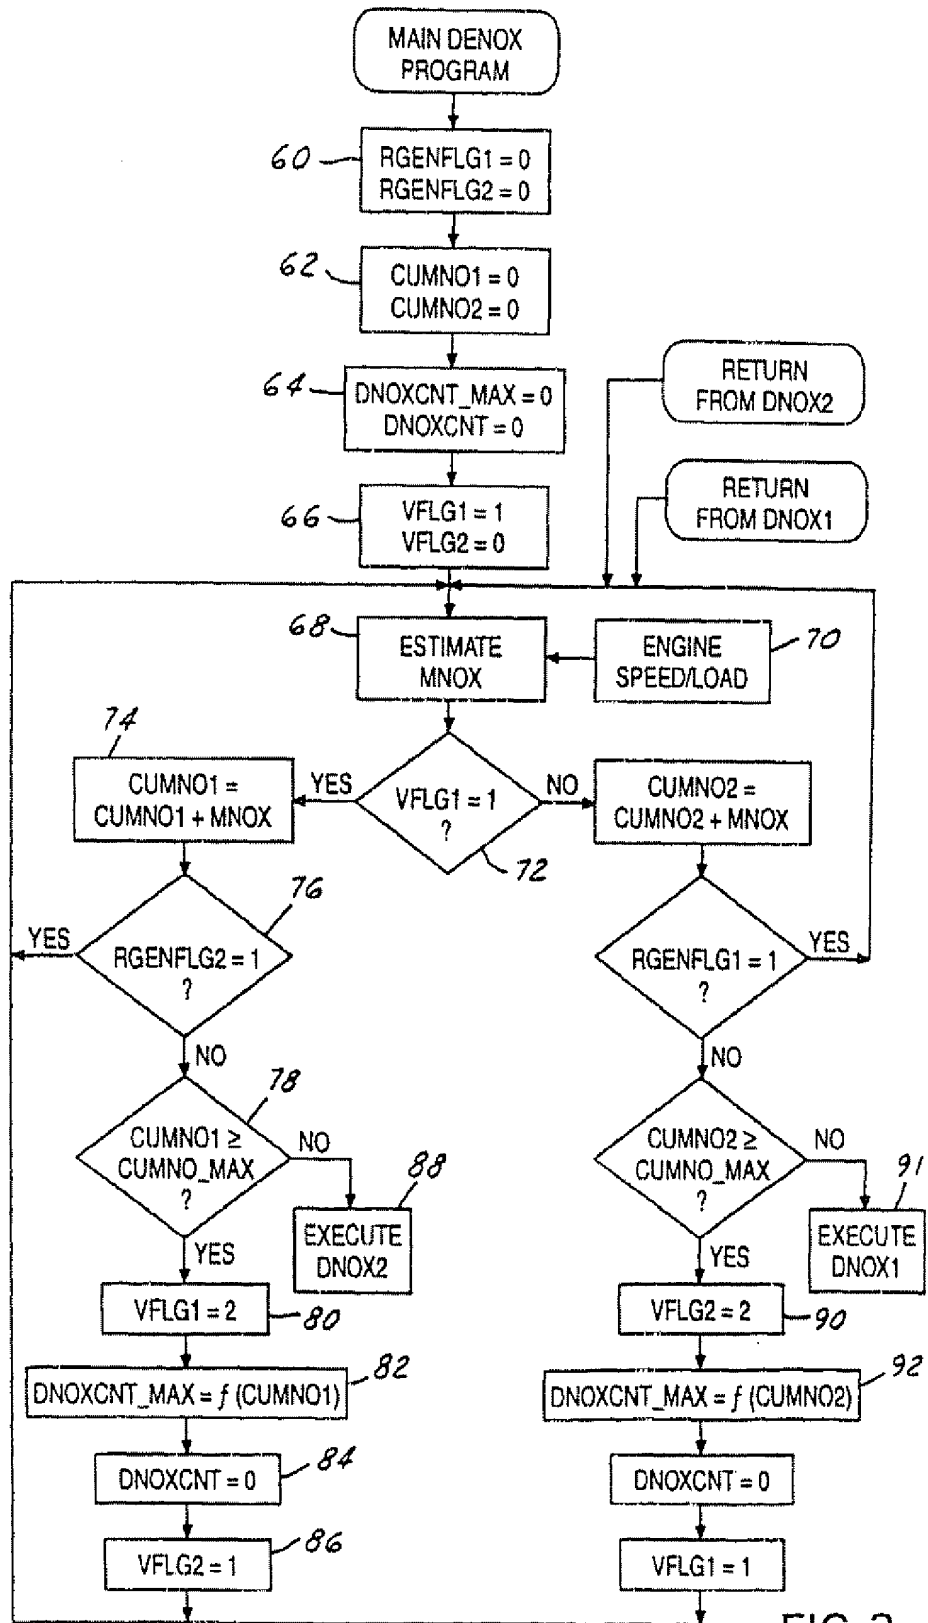 MAIN DENOX
PROGRAM
60
RGENFLG1 = 0
RGENFLG2 = 0
62
CUMNO1 = 0
CUMNO2 = 0
64
DNOXCNT_MAX = 0
DNOXCNT = 0
RETURN
FROM DNOX2
66
VFLG1 = 1
VFLG2 = 0
RETURN
FROM DNOX1
68
ESTIMATE
MNOX
ENGINE
SPEED/LOAD
70
74
CUMNO1 =
CUMNO1 + MNOX
YES
VFLG1 = 1
?
NO
CUMNO2 =
CUMNO2 + MNOX
72
76
YES
RGENFLG2 = 1
?
RGENFLG1 = 1
?
YES
NO
NO
78
CUMNO1 ≥
CUMNO_MAX
?
NO
88
CUMNO2 ≥
CUMNO_MAX
?
NO
91
YES
EXECUTE
DNOX2
YES
EXECUTE
DNOX1
VFLG1 = 2
80
VFLG2 = 2
90
DNOXCNT_MAX = f (CUMNO1)
82
DNOXCNT_MAX = f (CUMNO2)
92
DNOXCNT = 0
84
DNOXCNT = 0
VFLG2 = 1
86
VFLG1 = 1